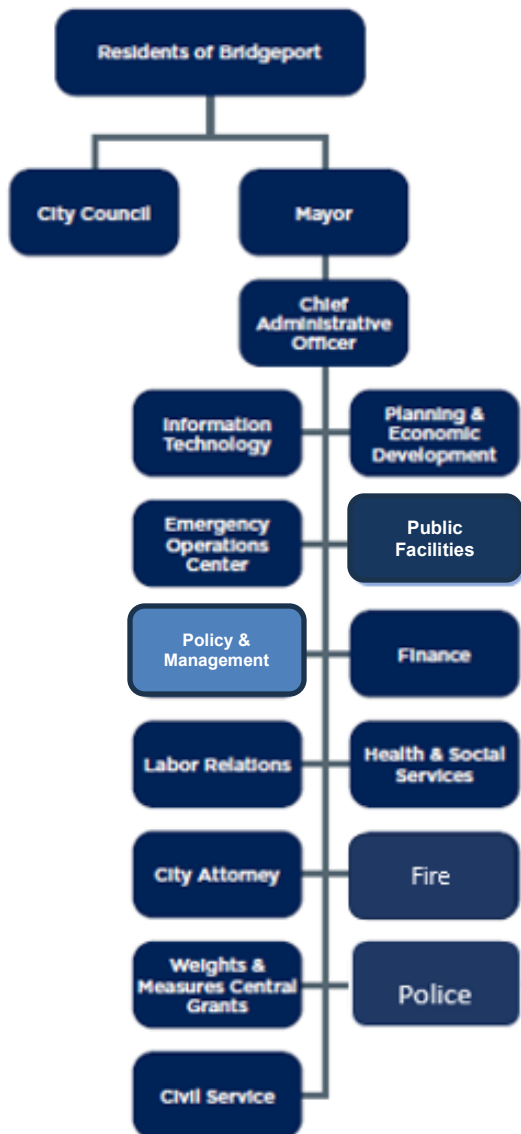 Residents of Bridgeport
City Council
Mayor
Chief
Administrative
Officer
Information
Technology
Planning &
Economic
Development
Emergency
Operations
Center
Public
Facilities
Policy &
Management
Finance
Labor Relations
Health & Social
Services
City Attorney
Fire
Weights &
Measures Central
Grants
Police
Civil Service